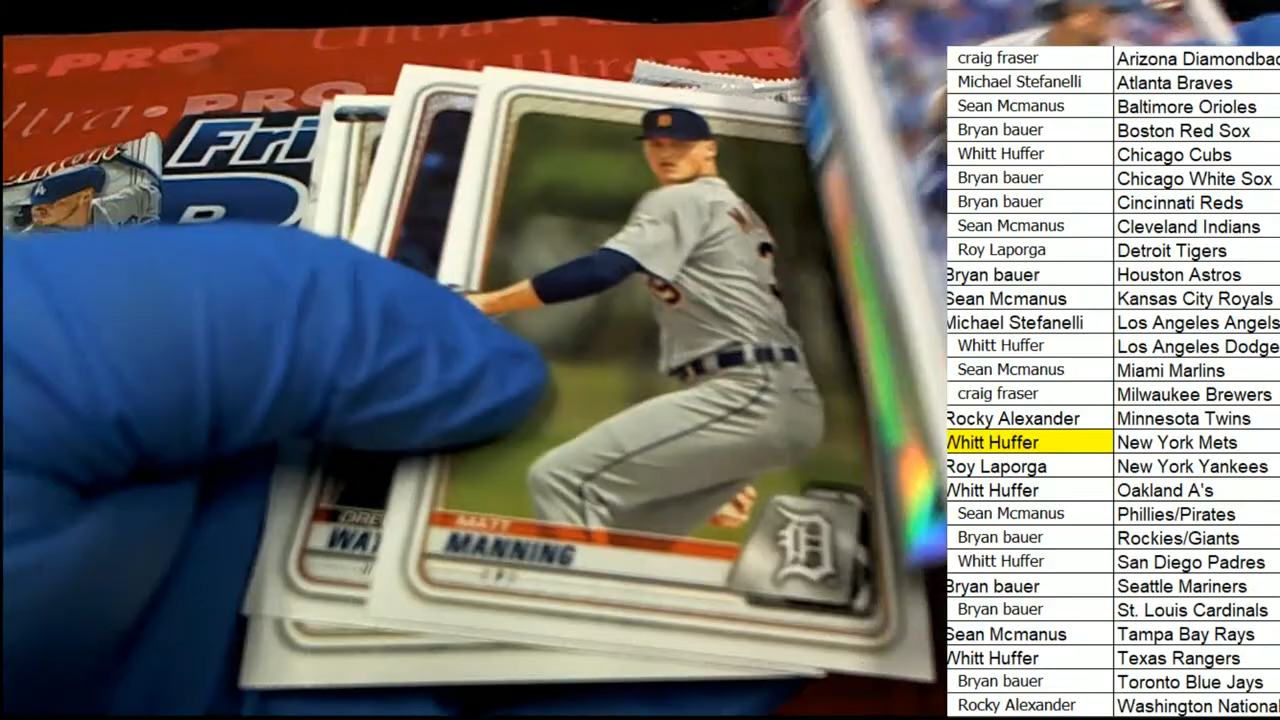 PRO
Ultra
Ultra PRO
Fri
MATT
MANNING
DRE
WAT
craig fraser Arizona Diamondbac
Michael Stefanelli Atlanta Braves
Sean Mcmanus Baltimore Orioles
Bryan bauer Boston Red Sox
Whitt Huffer Chicago Cubs
Bryan bauer Chicago White Sox
Bryan bauer Cincinnati Reds
Sean Mcmanus Cleveland Indians
Roy Laporga Detroit Tigers
Bryan bauer Houston Astros
Sean Mcmanus Kansas City Royals
Michael Stefanelli Los Angeles Angels
Whitt Huffer Los Angeles Dodge
Sean Mcmanus Miami Marlins
craig fraser Milwaukee Brewers
Rocky Alexander Minnesota Twins
Whitt Huffer New York Mets
Roy Laporga New York Yankees
Whitt Huffer Oakland A's
Sean Mcmanus Phillies/Pirates
Bryan bauer Rockies/Giants
Whitt Huffer San Diego Padres
Bryan bauer Seattle Mariners
Bryan bauer St. Louis Cardinals
Sean Mcmanus Tampa Bay Rays
Whitt Huffer Texas Rangers
Bryan bauer Toronto Blue Jays
Rocky Alexander Washington National